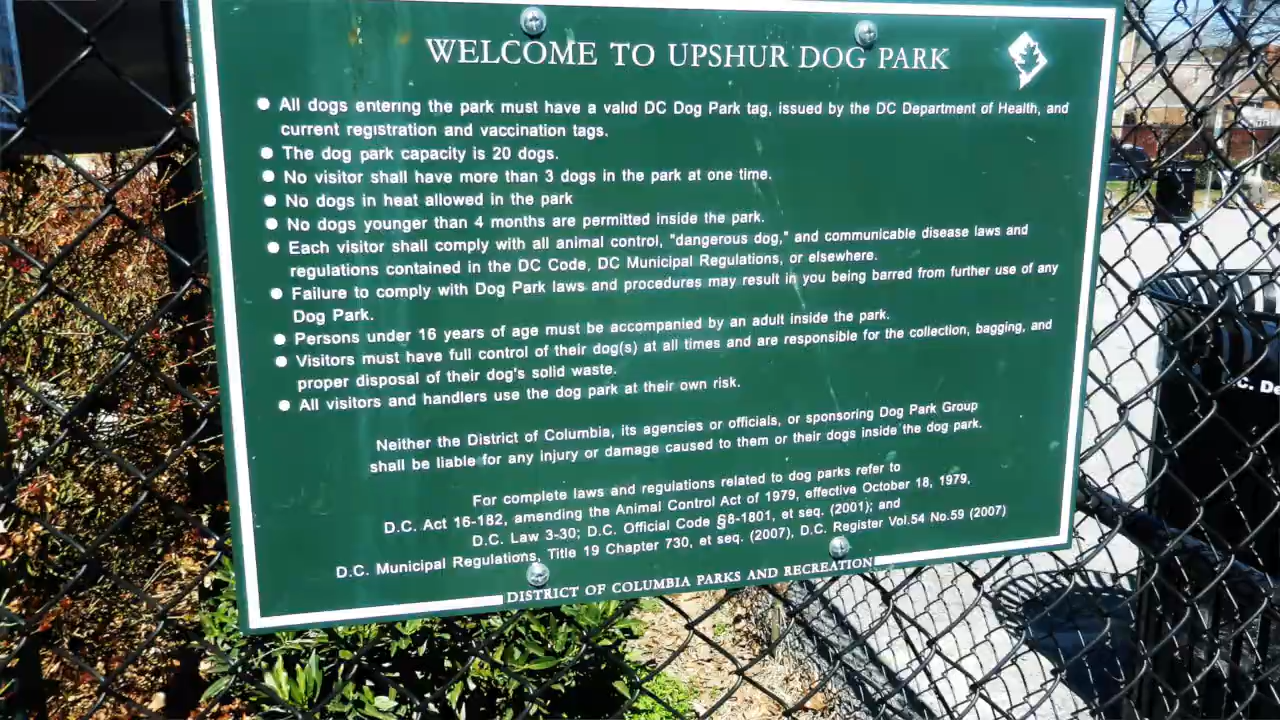 WELCOME TO UPSHUR DOG PARK
All dogs entering the park must have a valid DC Dog Park tag, issued by the DC Department of Health, and
current registration and vaccination tags.
The dog park capacity is 20 dogs.
No visitor shall have more than 3 dogs in the park at one time.
No dogs in heat allowed in the park
No dogs younger than 4 months are permitted inside the park.
Each visitor shall comply with all animal control, "dangerous dog," and communicable disease laws and
regulations contained in the DC Code, DC Municipal Regulations, or elsewhere.
Failure to comply with Dog Park laws and procedures may result in you being barred from further use of any
Dog Park.
Persons under 16 years of age must be accompanied by an adult inside the park.
Visitors must have full control of their dog(s) at all times and are responsible for the collection, bagging, and
proper disposal of their dog's solid waste.
All visitors and handlers use the dog park at their own risk.
Neither the District of Columbia, its agencies or officials, or sponsoring Dog Park Group
shall be liable for any injury or damage caused to them or their dogs inside the dog park.
For complete laws and regulations related to dog parks refer to
D.C. Act 16-182, amending the Animal Control Act of 1979, effective October 18, 1979,
D.C. Law 3-30; D.C. Official Code §8-1801, et seq. (2001); and
D.C. Municipal Regulations, Title 19 Chapter 730, et seq. (2007), D.C. Register Vol.54 No.59 (2007)
DISTRICT OF COLUMBIA PARKS AND RECREATION